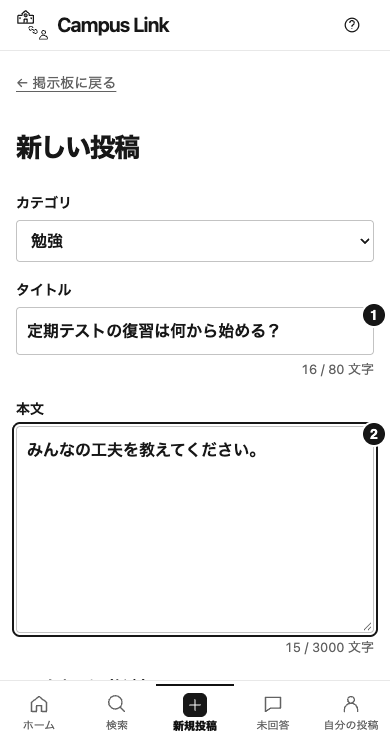 Campus Link
← 掲示板に戻る
新しい投稿
カテゴリ
勉強
タイトル
1
定期テストの復習は何から始める？
16 / 80 文字
本文
2
みんなの工夫を教えてください。
15 / 3000 文字
ホーム
検索
新規投稿
未回答
自分の投稿